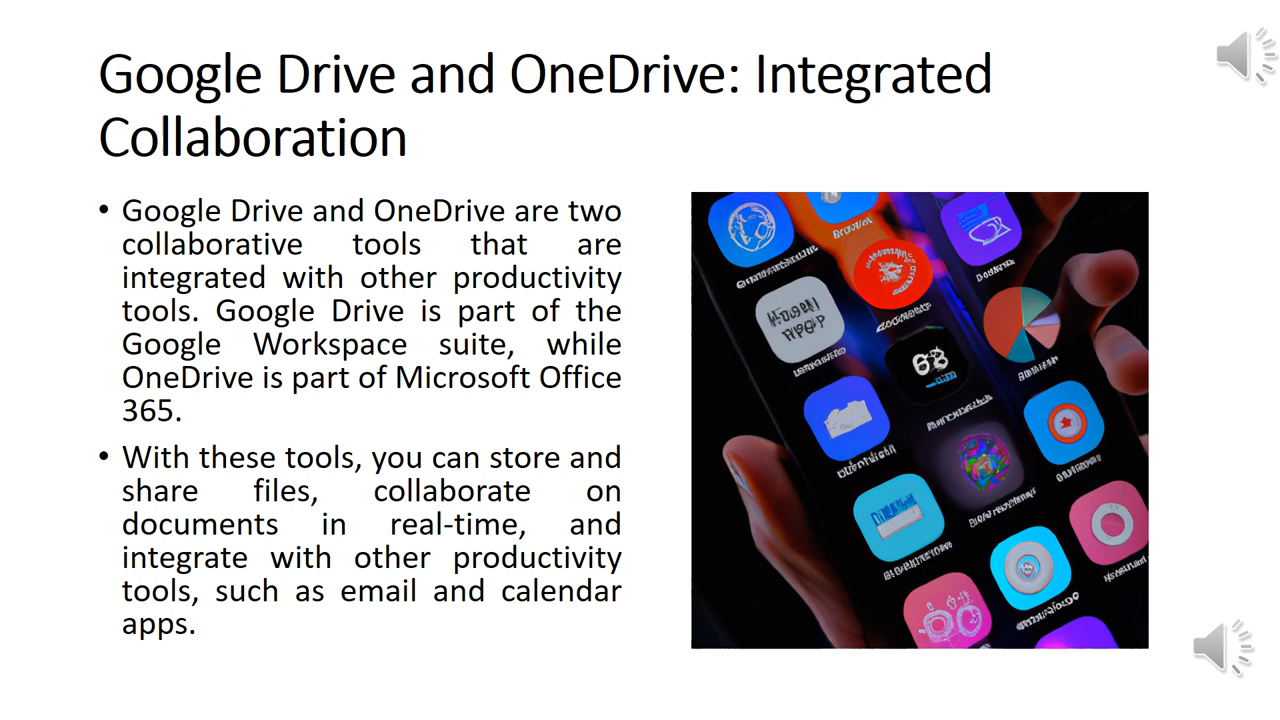 Google Drive and OneDrive: Integrated
Collaboration
• Google Drive and OneDrive are two
collaborative tools that are
integrated with other productivity
tools. Google Drive is part of the
Google Workspace suite, while
OneDrive is part of Microsoft Office
365.
• With these tools, you can store and
share files, collaborate on
documents in real-time, and
integrate with other productivity
tools, such as email and calendar
apps.